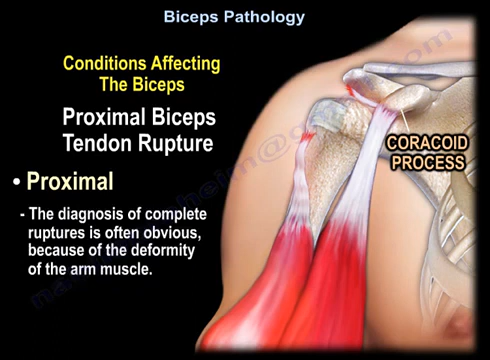 Biceps Pathology
Conditions Affecting
The Biceps
Proximal Biceps
Tendon Rupture
• Proximal
- The diagnosis of complete
ruptures is often obvious,
because of the deformity
of the arm muscle.
CORACOID
PROCESS